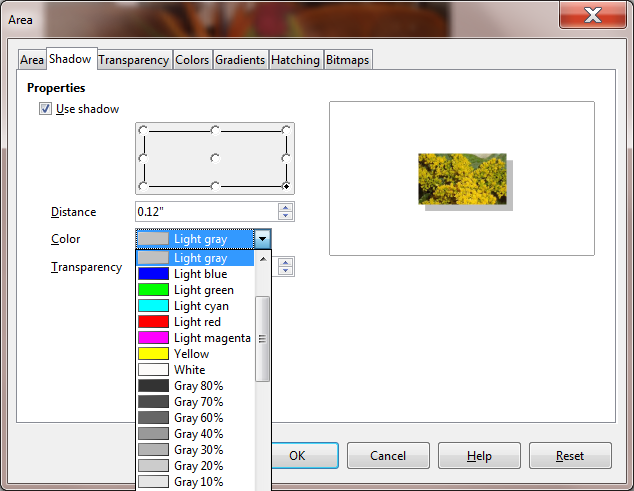 Area
Area Shadow Transparency Colors Gradients Hatching Bitmaps
Properties
Use shadow
Distance 0.12"
Color Light gray
Transparency
Light gray
Light blue
Light green
Light cyan
Light red
Light magenta
Yellow
White
Gray 80%
Gray 70%
Gray 60%
Gray 40%
Gray 30%
Gray 20%
Gray 10%
OK Cancel Help Reset